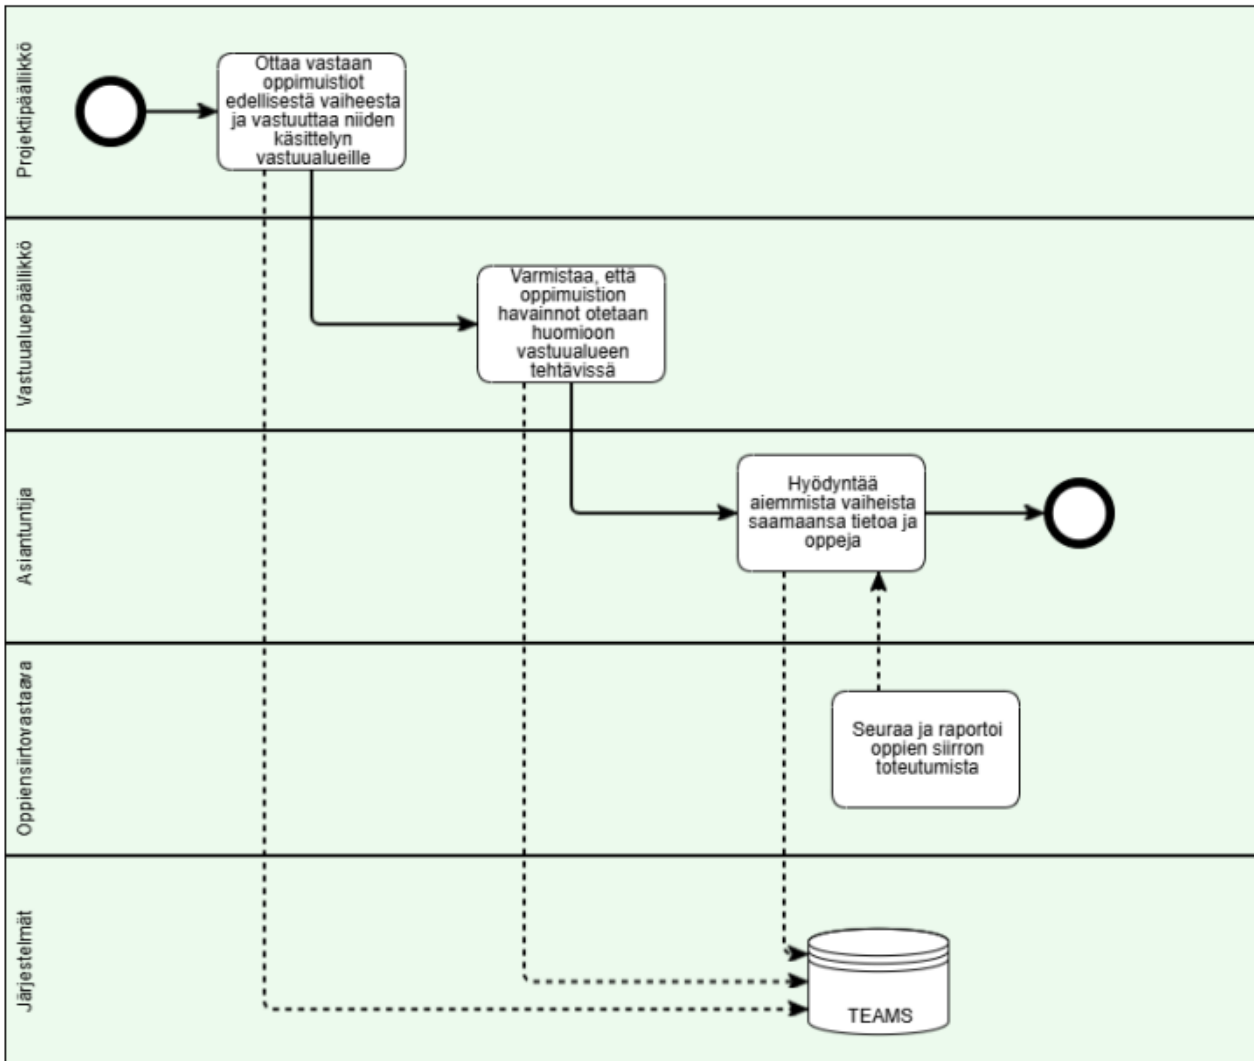 Projektipäällikkö
Ottaa vastaan
oppimuistiot
edellisestä vaiheesta
ja vastuuttaa niiden
käsittelyn
vastuualueille
Vastuualuepäällikkö
Varmistaa, että
oppimuistion
havainnot otetaan
huomioon
vastuualueen
tehtävissä
Asiantuntija
Hyödyntää
aiemmista vaiheista
saamaansa tietoa ja
oppeja
Oppiensiirtovastaava
Seuraa ja raportoi
oppien siirron
toteutumista
Järjestelmät
TEAMS